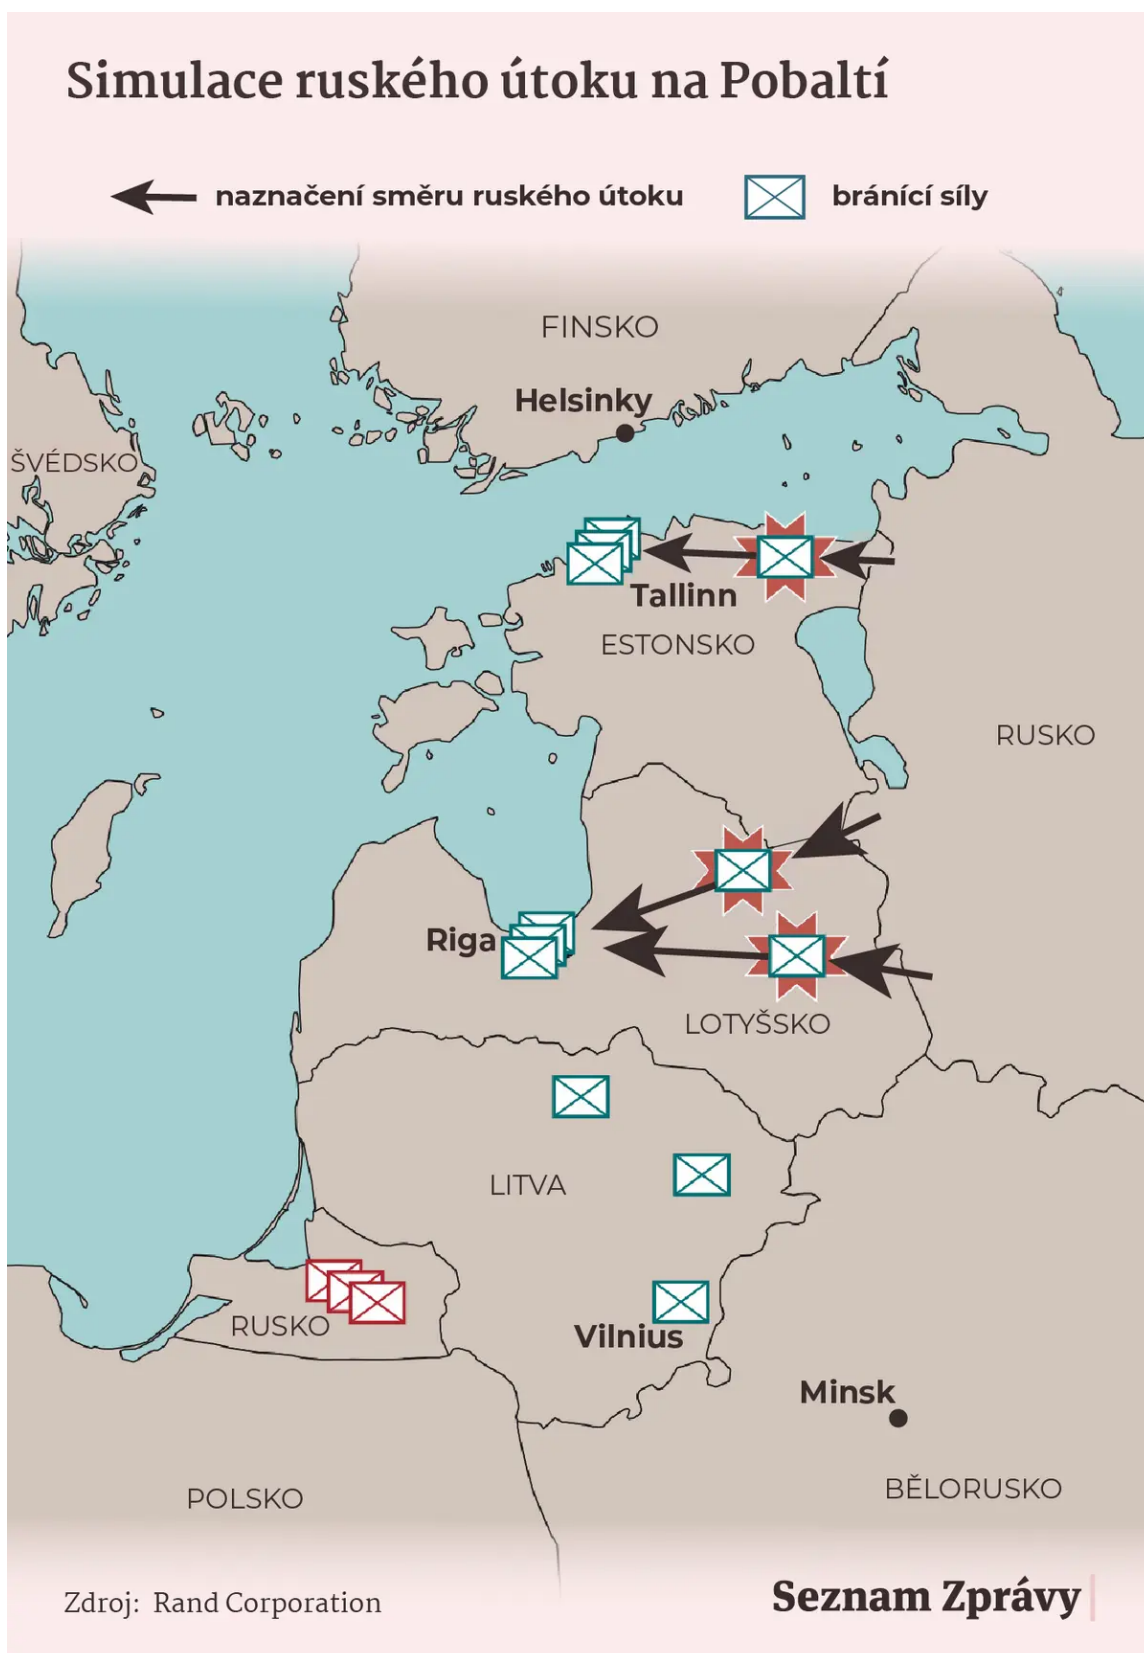 Simulace ruského útoku na Pobaltí
naznačení směru ruského útoku
bránící síly
FINSKO
Helsinky
ŠVÉDSKO
Tallinn
ESTONSKO
RUSKO
Riga
LOTYŠSKO
LITVA
RUSKO
Vilnius
Minsk
BĚLORUSKO
POLSKO
Zdroj: Rand Corporation
Seznam Zprávy